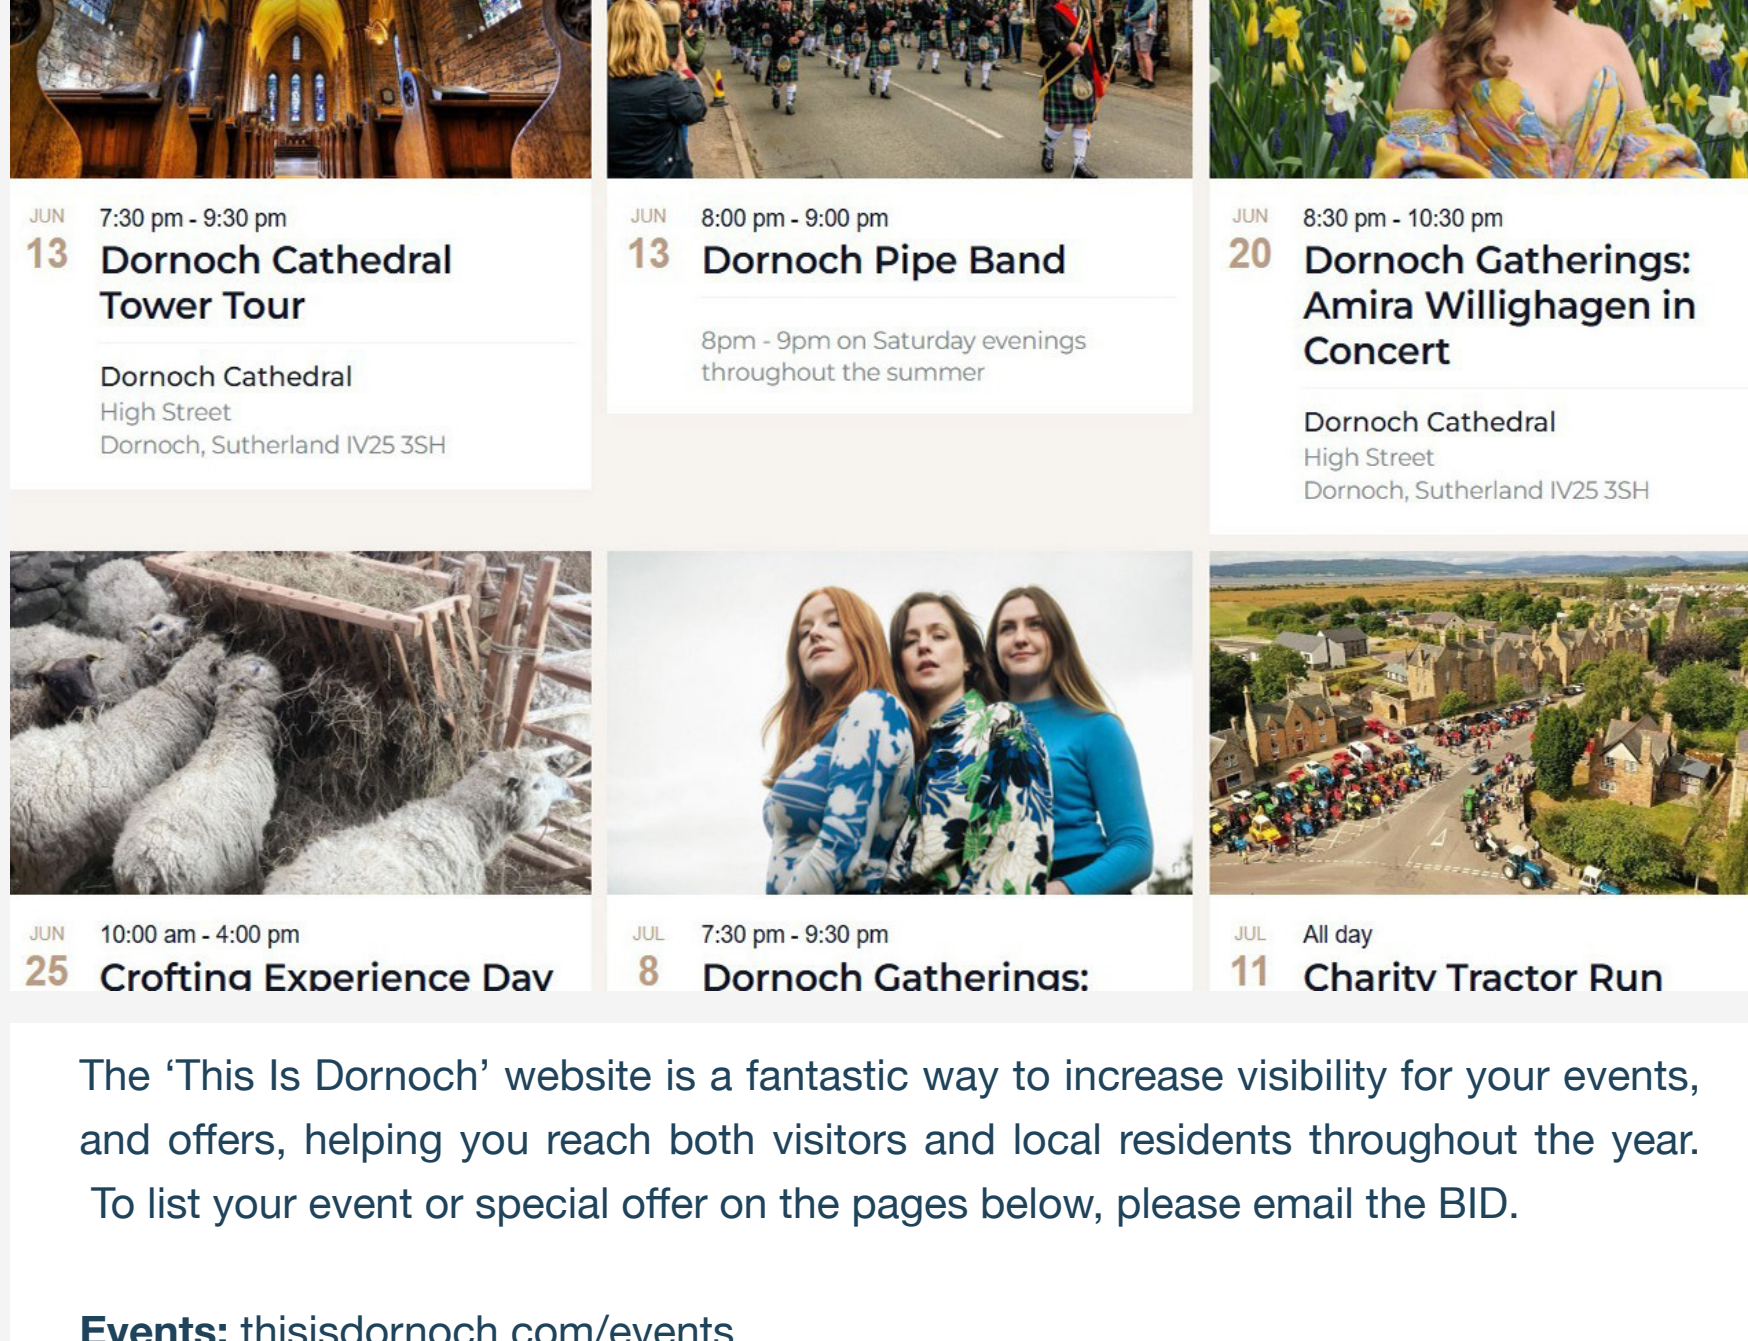 JUN
13
7:30 pm - 9:30 pm
Dornoch Cathedral
Tower Tour
Dornoch Cathedral
High Street
Dornoch, Sutherland IV25 3SH
JUN
13
8:00 pm - 9:00 pm
Dornoch Pipe Band
8pm - 9pm on Saturday evenings
throughout the summer
JUN
20
8:30 pm - 10:30 pm
Dornoch Gatherings:
Amira Willighagen in
Concert
Dornoch Cathedral
High Street
Dornoch, Sutherland IV25 3SH
JUN
25
10:00 am - 4:00 pm
Crofting Experience Day
JUL
8
7:30 pm - 9:30 pm
Dornoch Gatherings:
JUL
11
All day
Charity Tractor Run
The ‘This Is Dornoch’ website is a fantastic way to increase visibility for your events,
and offers, helping you reach both visitors and local residents throughout the year.
To list your event or special offer on the pages below, please email the BID.
Events: thisisdornoch.com/events